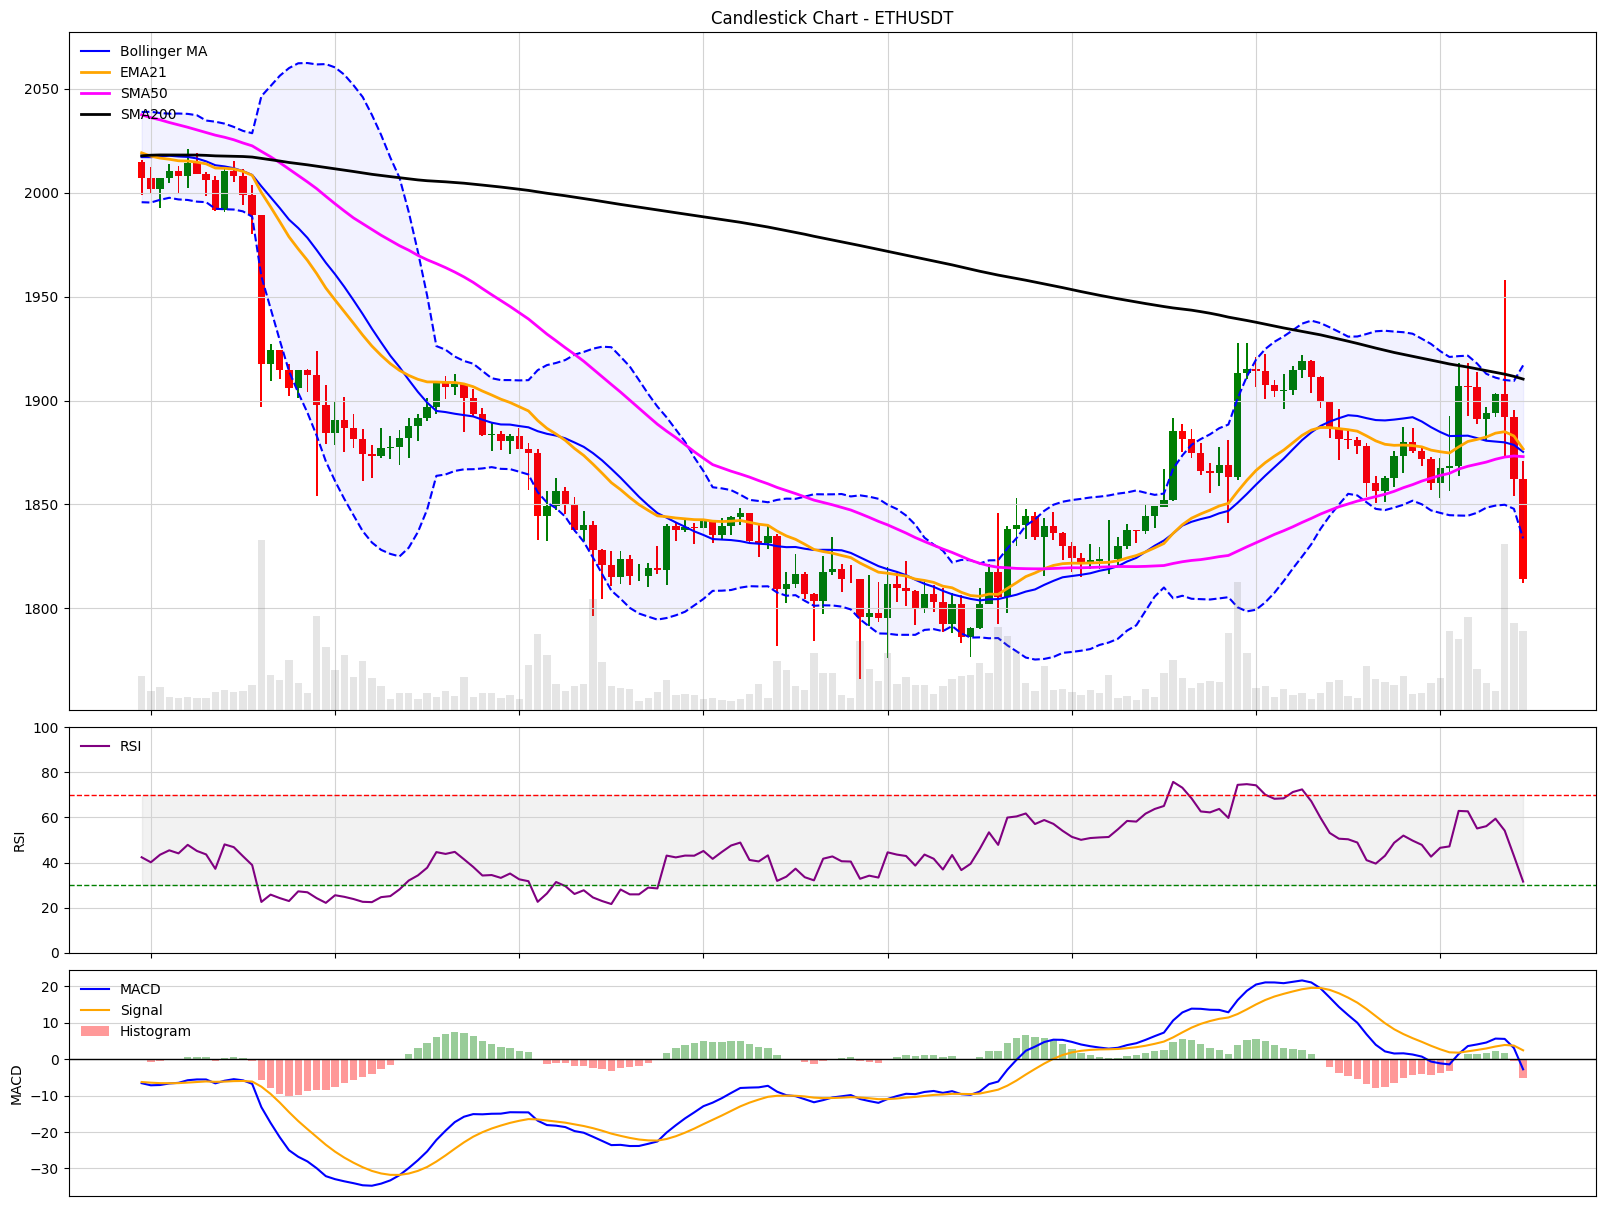 Candlestick Chart - ETHUSDT
Bollinger MA
EMA21
SMA50
SMA200
2050
2000
1950
1900
1850
1800
RSI
100
80
60
40
20
0
RSI
MACD
Signal
Histogram
20
10
0
−10
−20
−30
MACD